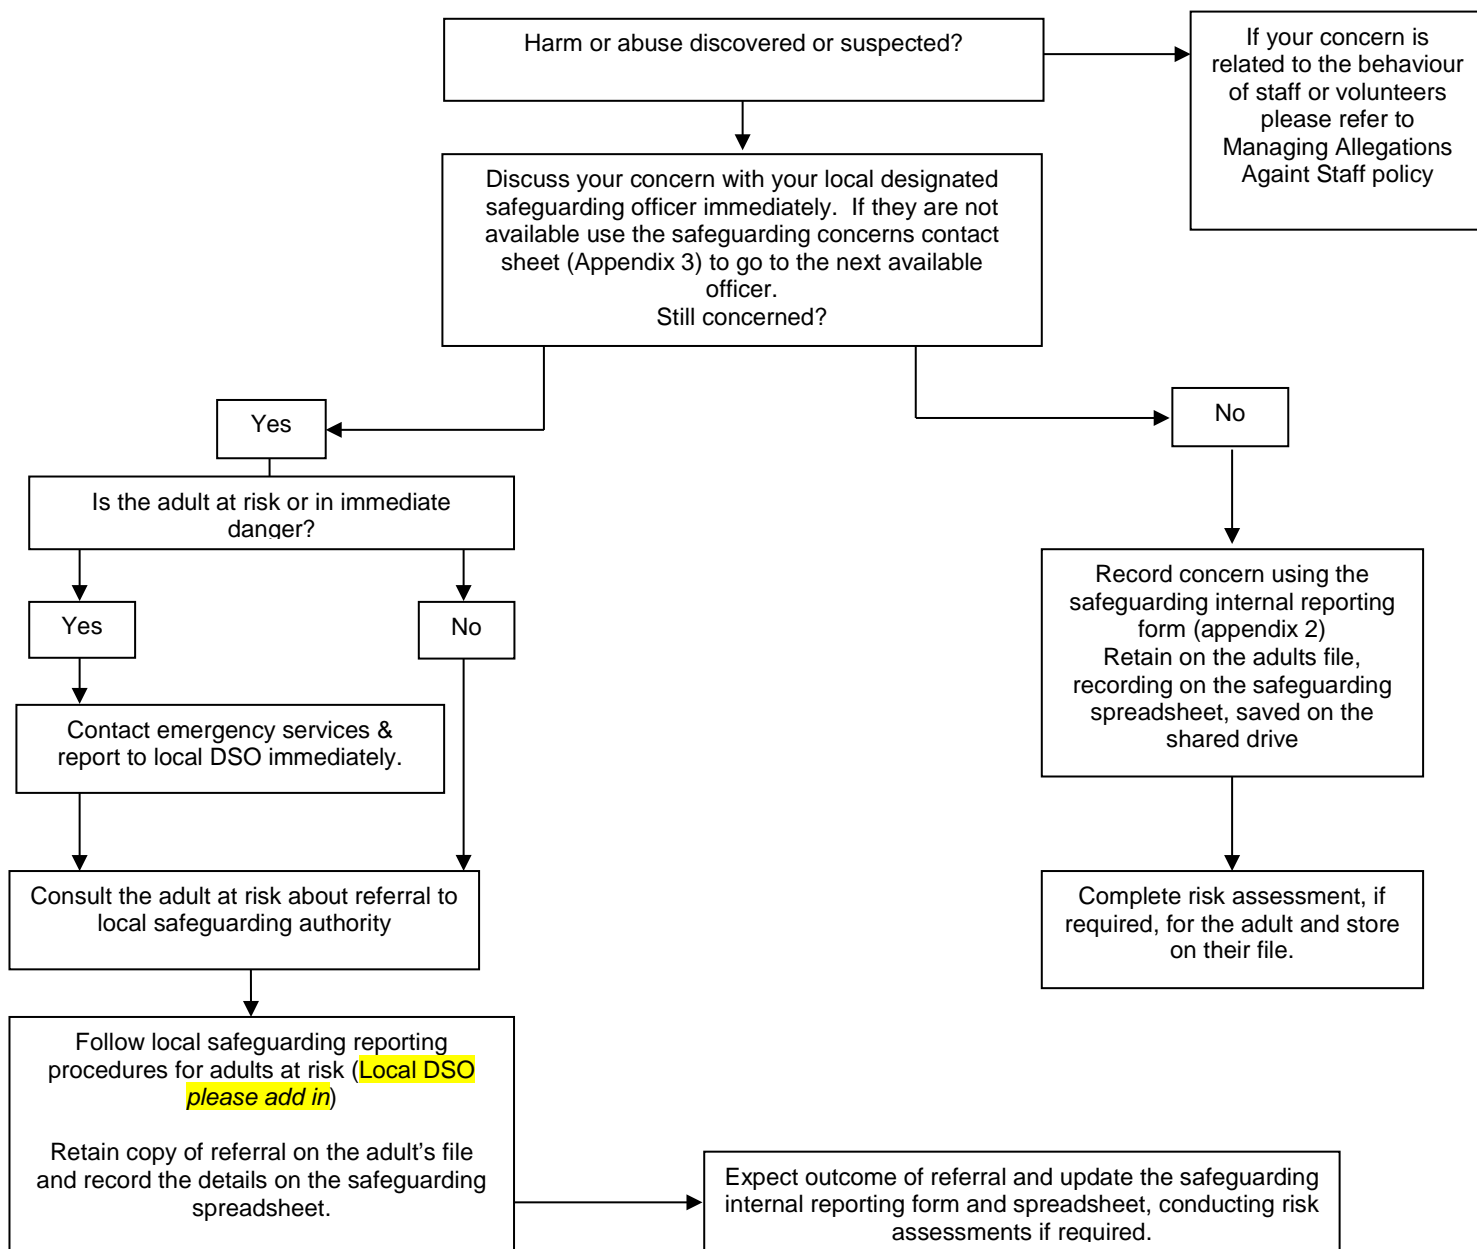 Harm or abuse discovered or suspected?
If your concern is
related to the behaviour
of staff or volunteers
please refer to
Managing Allegations
Againt Staff policy
Discuss your concern with your local designated
safeguarding officer immediately.  If they are not
available use the safeguarding concerns contact
sheet (Appendix 3) to go to the next available
officer.
Still concerned?
Yes
No
Is the adult at risk or in immediate
danger?
Yes
No
Record concern using the
safeguarding internal reporting
form (appendix 2)
Retain on the adults file,
recording on the safeguarding
spreadsheet, saved on the
shared drive
Contact emergency services &
report to local DSO immediately.
Consult the adult at risk about referral to
local safeguarding authority
Complete risk assessment, if
required, for the adult and store
on their file.
Follow local safeguarding reporting
procedures for adults at risk (Local DSO
please add in)
Retain copy of referral on the adult’s file
and record the details on the safeguarding
spreadsheet.
Expect outcome of referral and update the safeguarding
internal reporting form and spreadsheet, conducting risk
assessments if required.